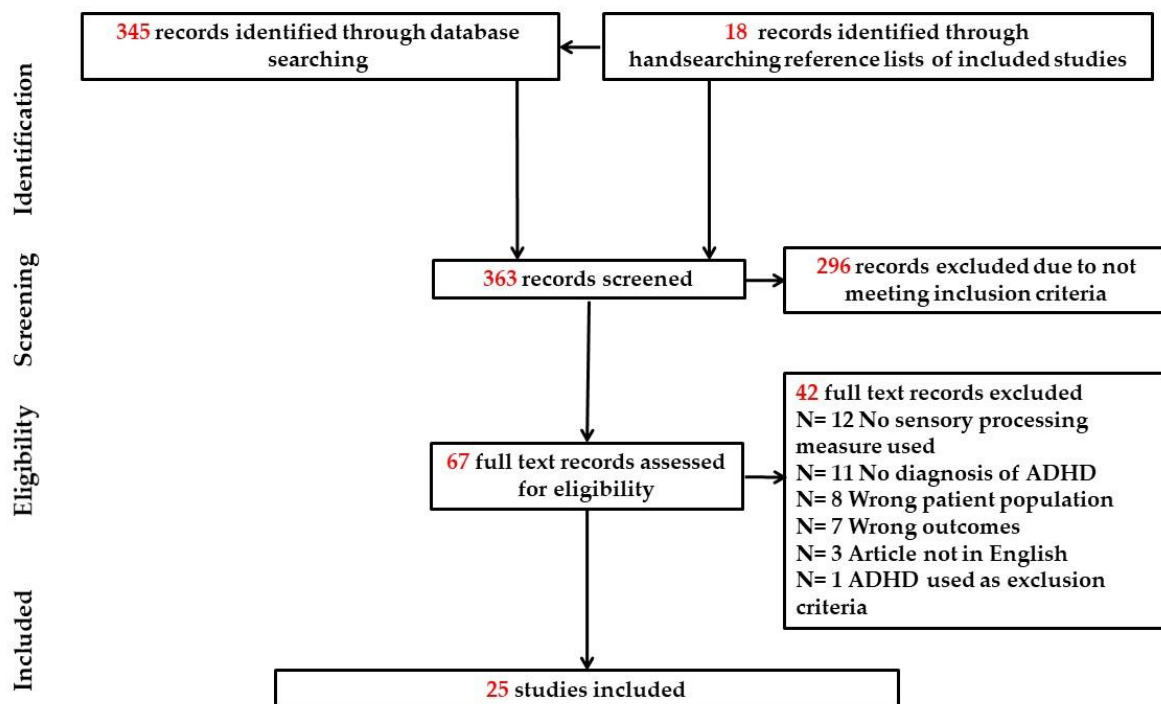 345 records identified through database
searching
18 records identified through
handsearching reference lists of included studies
Identification
363 records screened
296 records excluded due to not
meeting inclusion criteria
Screening
67 full text records assessed
for eligibility
42 full text records excluded
N= 12 No sensory processing
measure used
N= 11 No diagnosis of ADHD
N= 8 Wrong patient population
N= 7 Wrong outcomes
N= 3 Article not in English
N= 1 ADHD used as exclusion
criteria
Eligibility
25 studies included
Included